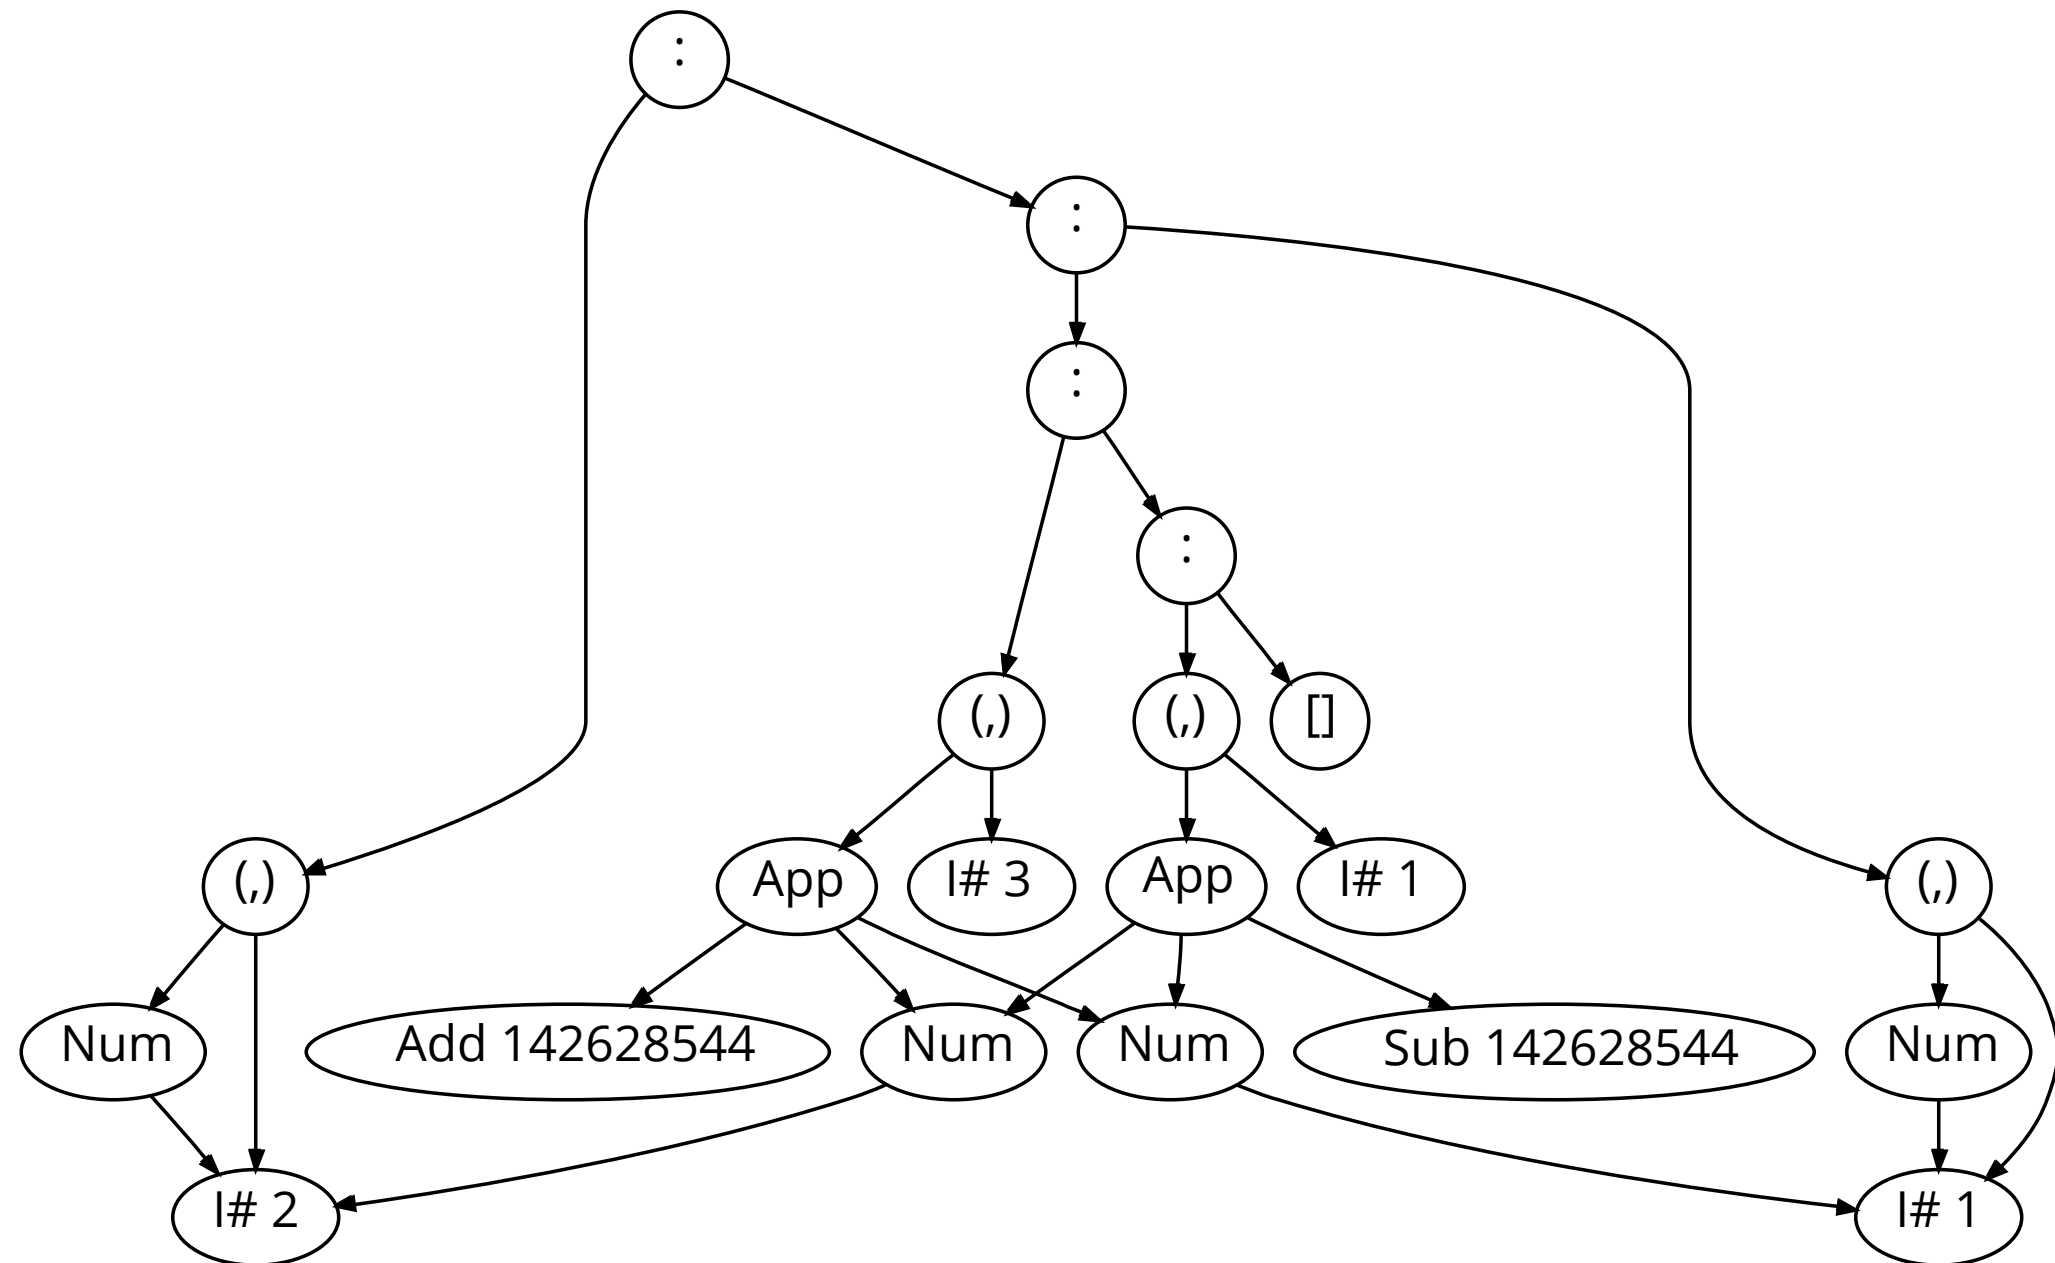 :
:
:
:
(,)
(,)
[]
(,)
App
I# 3
App
I# 1
(,)
Num
Add 142628544
Num
Num
Sub 142628544
Num
I# 2
I# 1